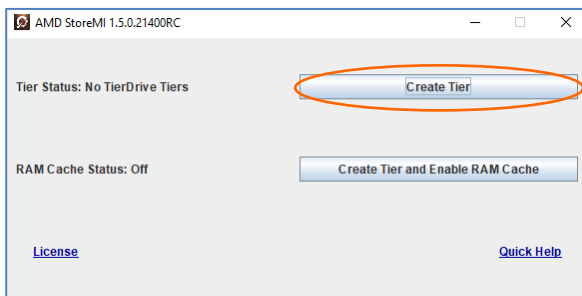 AMD StoreMI 1.5.0.21400RC
Tier Status: No TierDrive Tiers
Create Tier
RAM Cache Status: Off
Create Tier and Enable RAM Cache
License
Quick Help